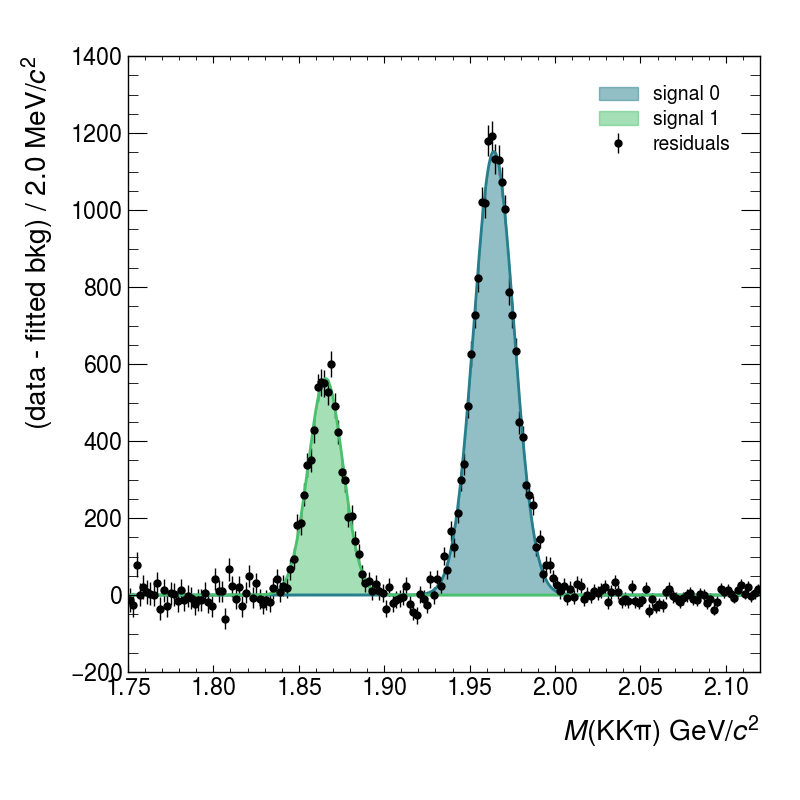 (data - fitted bkg) / 2.0 MeV/c²
1400
1200
1000
800
600
400
200
0
−200
signal 0
signal 1
residuals
1.75 1.80 1.85 1.90 1.95 2.00 2.05 2.10
M(KKπ) GeV/c²